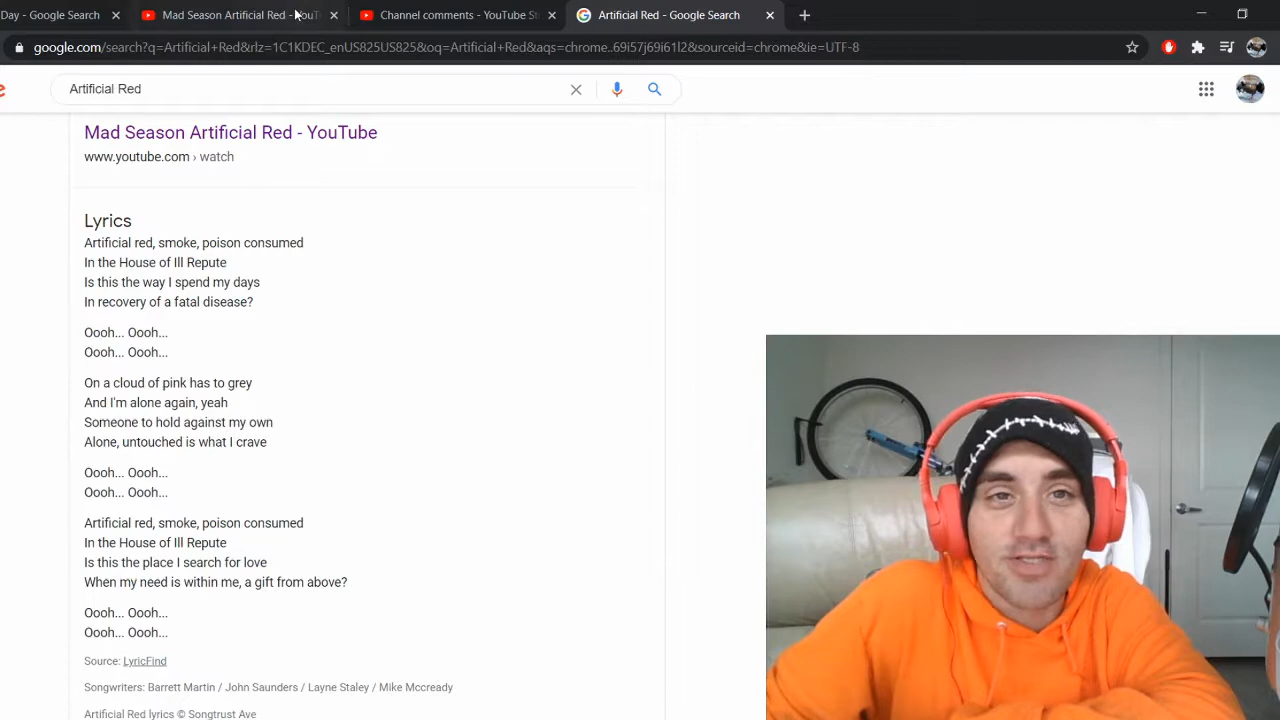 Day - Google Search
Mad Season Artificial Red - YouT
Channel comments - YouTube St
Artificial Red - Google Search
google.com/search?q=Artificial+Red&rlz=1C1KDEC_enUS825US825&oq=Artificial+Red&aqs=chrome..69i57j69i61l2&sourceid=chrome&ie=UTF-8
Artificial Red
Mad Season Artificial Red - YouTube
www.youtube.com › watch
Lyrics
Artificial red, smoke, poison consumed
In the House of Ill Repute
Is this the way I spend my days
In recovery of a fatal disease?
Oooh... Oooh...
Oooh... Oooh...
On a cloud of pink has to grey
And I'm alone again, yeah
Someone to hold against my own
Alone, untouched is what I crave
Oooh... Oooh...
Oooh... Oooh...
Artificial red, smoke, poison consumed
In the House of Ill Repute
Is this the place I search for love
When my need is within me, a gift from above?
Oooh... Oooh...
Oooh... Oooh...
Source: LyricFind
Songwriters: Barrett Martin / John Saunders / Layne Staley / Mike Mccready
Artificial Red lyrics © Songtrust Ave